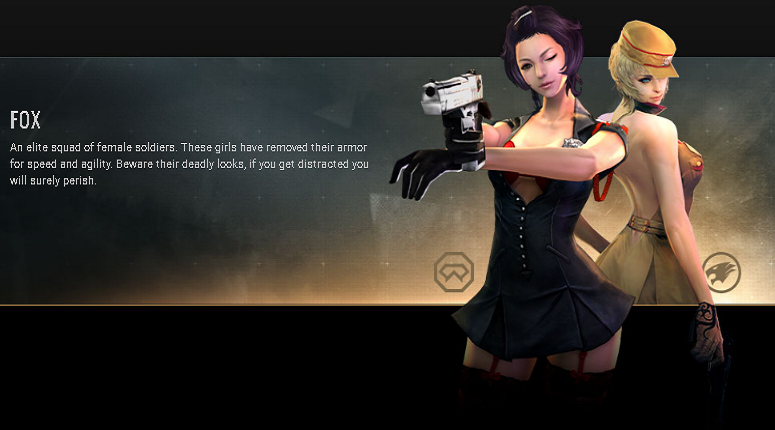 FOX
An elite squad of female soldiers. These girls have removed their armor
for speed and agility. Beware their deadly looks, if you get distracted you
will surely perish.